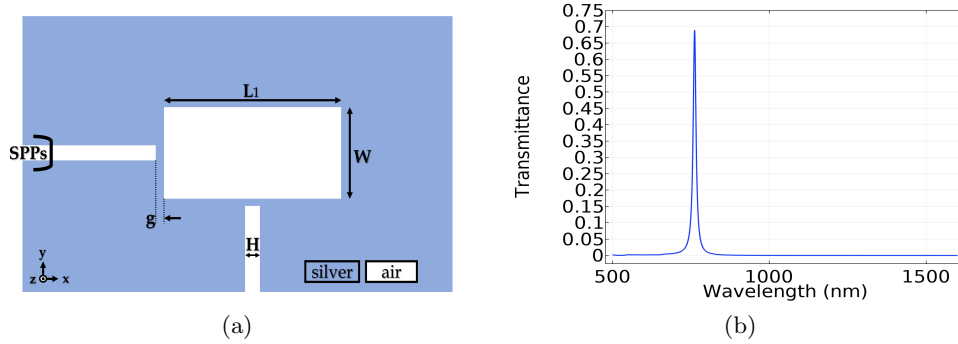 L1
SPPs
W
g
H
y
z
x
silver
air
(a)
Transmittance
0.75
0.7
0.65
0.6
0.55
0.5
0.45
0.4
0.35
0.3
0.25
0.2
0.15
0.1
0.05
0
500
1000
1500
Wavelength (nm)
(b)